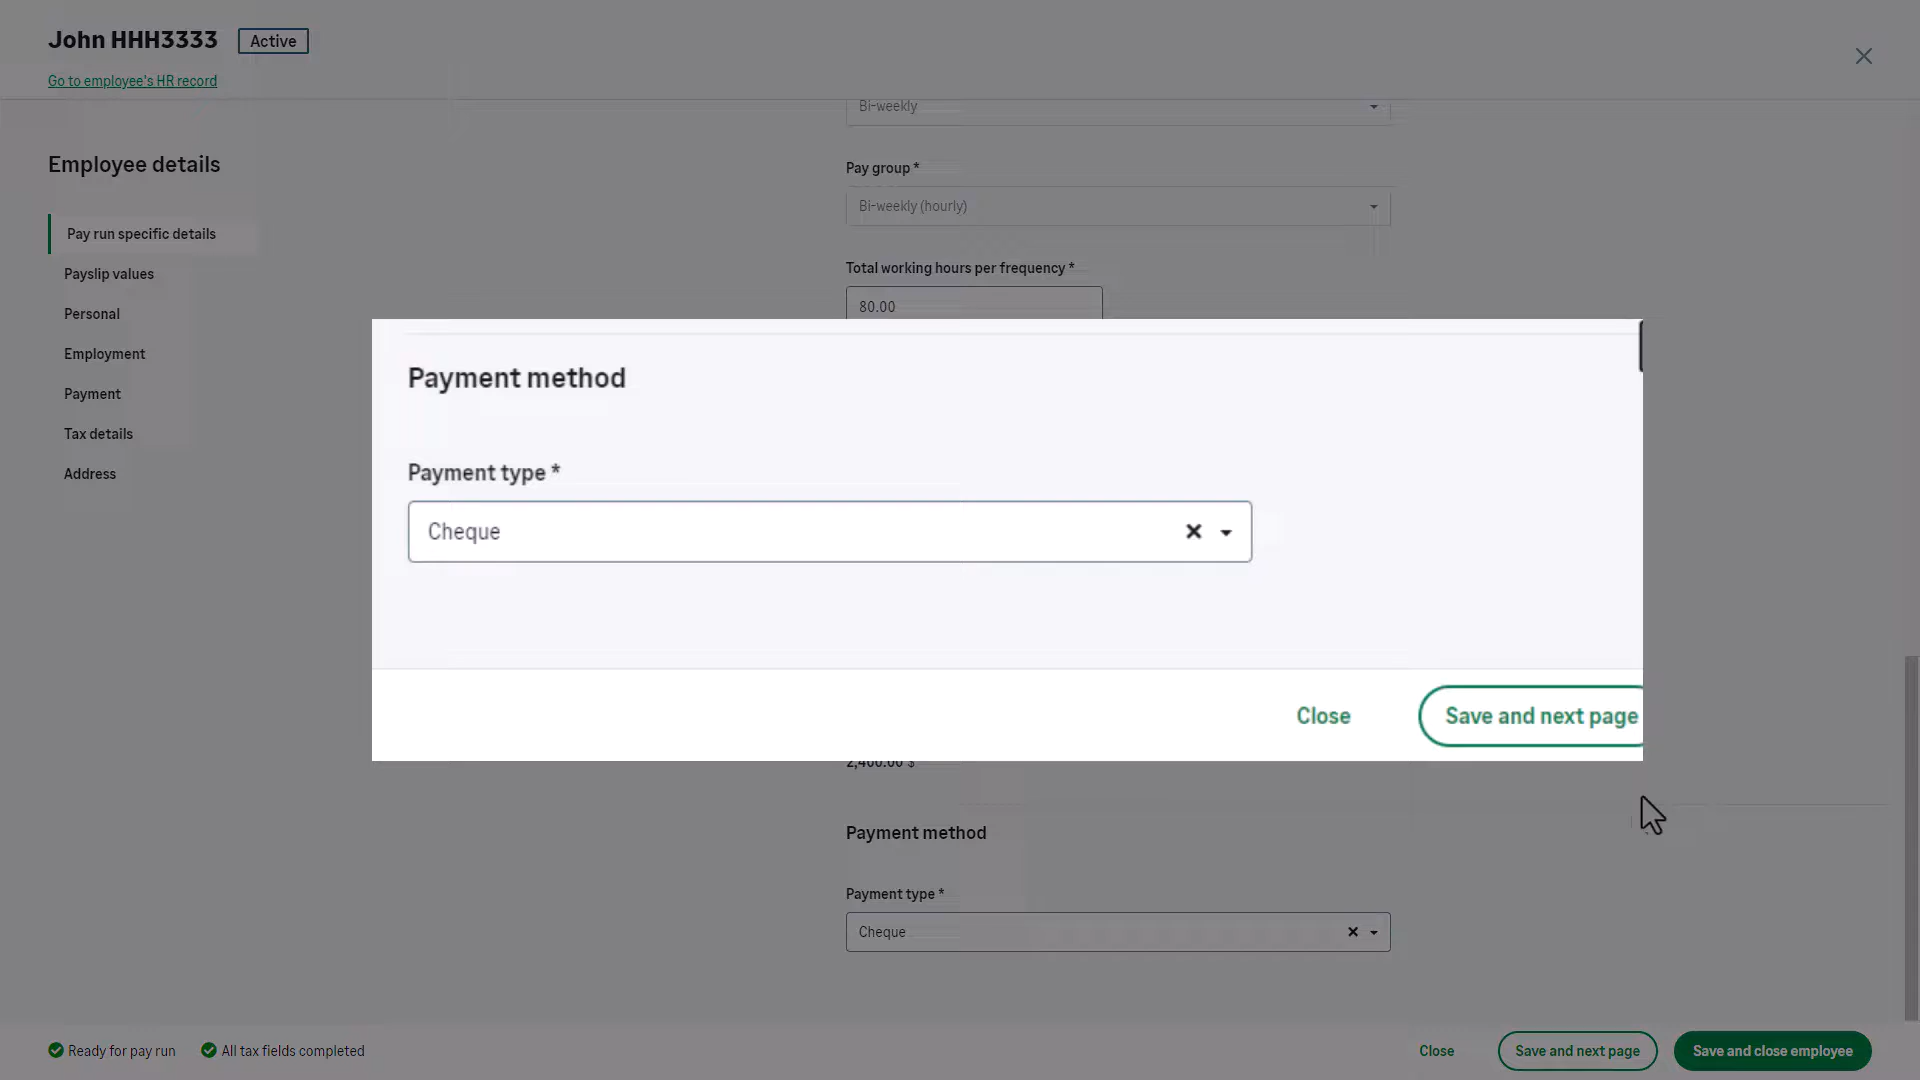 John HHH3333
Active
Go to employee's HR record
Employee details
Pay run specific details
Payslip values
Personal
Employment
Payment
Tax details
Address
Bi-weekly
Pay group *
Bi-weekly (hourly)
Total working hours per frequency *
80.00
Payment method
Payment type *
Cheque
Close
Save and next page
2,400.00 $
Payment method
Payment type *
Cheque
Ready for pay run
All tax fields completed
Close
Save and next page
Save and close employee